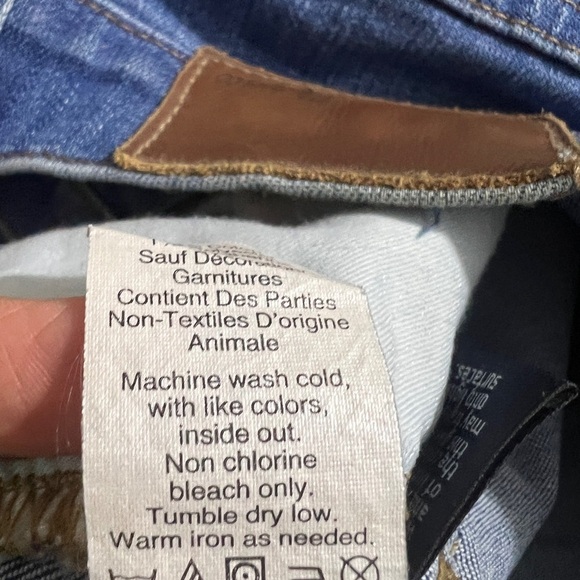 Sauf Décoratifs
Garnitures
Contient Des Parties
Non-Textiles D'origine
Animale
Machine wash cold,
with like colors,
inside out.
Non chlorine
bleach only.
Tumble dry low.
Warm iron as needed.